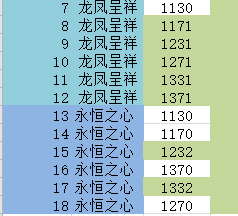 7 龙凤呈祥 1130
8 龙凤呈祥 1171
9 龙凤呈祥 1231
10 龙凤呈祥 1271
11 龙凤呈祥 1331
12 龙凤呈祥 1371
13 永恒之心 1130
14 永恒之心 1170
15 永恒之心 1232
16 永恒之心 1370
17 永恒之心 1332
18 永恒之心 1270